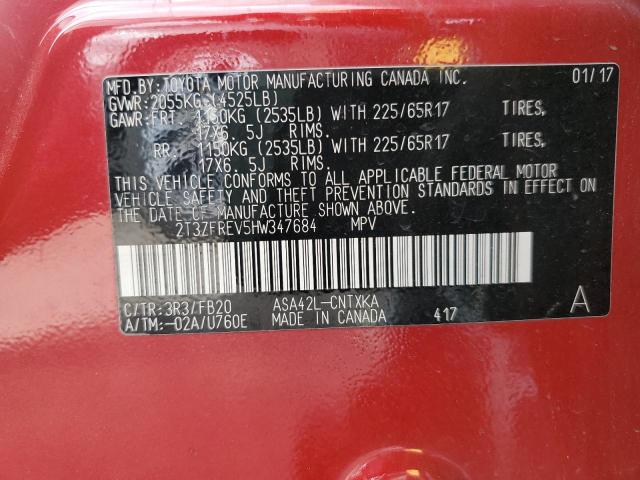 MFD.BY:TOYOTA MOTOR MANUFACTURING CANADA INC. 01/17
GVWR:2055KG (4525LB)
GAWR:FRT. 1150KG (2535LB) WITH 225/65R17 TIRES,
17X6.5J RIMS.
RR. 1150KG (2535LB) WITH 225/65R17 TIRES,
17X6.5J RIMS.
THIS VEHICLE CONFORMS TO ALL APPLICABLE FEDERAL MOTOR
VEHICLE SAFETY AND THEFT PREVENTION STANDARDS IN EFFECT ON
THE DATE OF MANUFACTURE SHOWN ABOVE.
2T3ZFREV5HW347684 MPV
C/TR:3R3/FB20 ASA42L-CNTXKA A
A/TM:-02A/U760E MADE IN CANADA 417